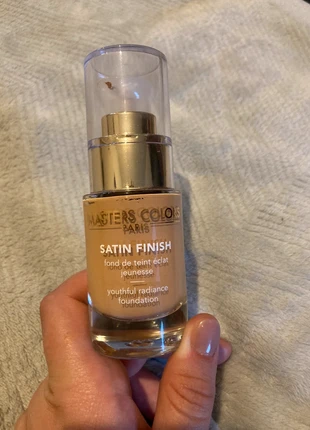 MASTERS COLORS
PARIS
SATIN FINISH
fond de teint éclat
jeunesse
youthful radiance
foundation